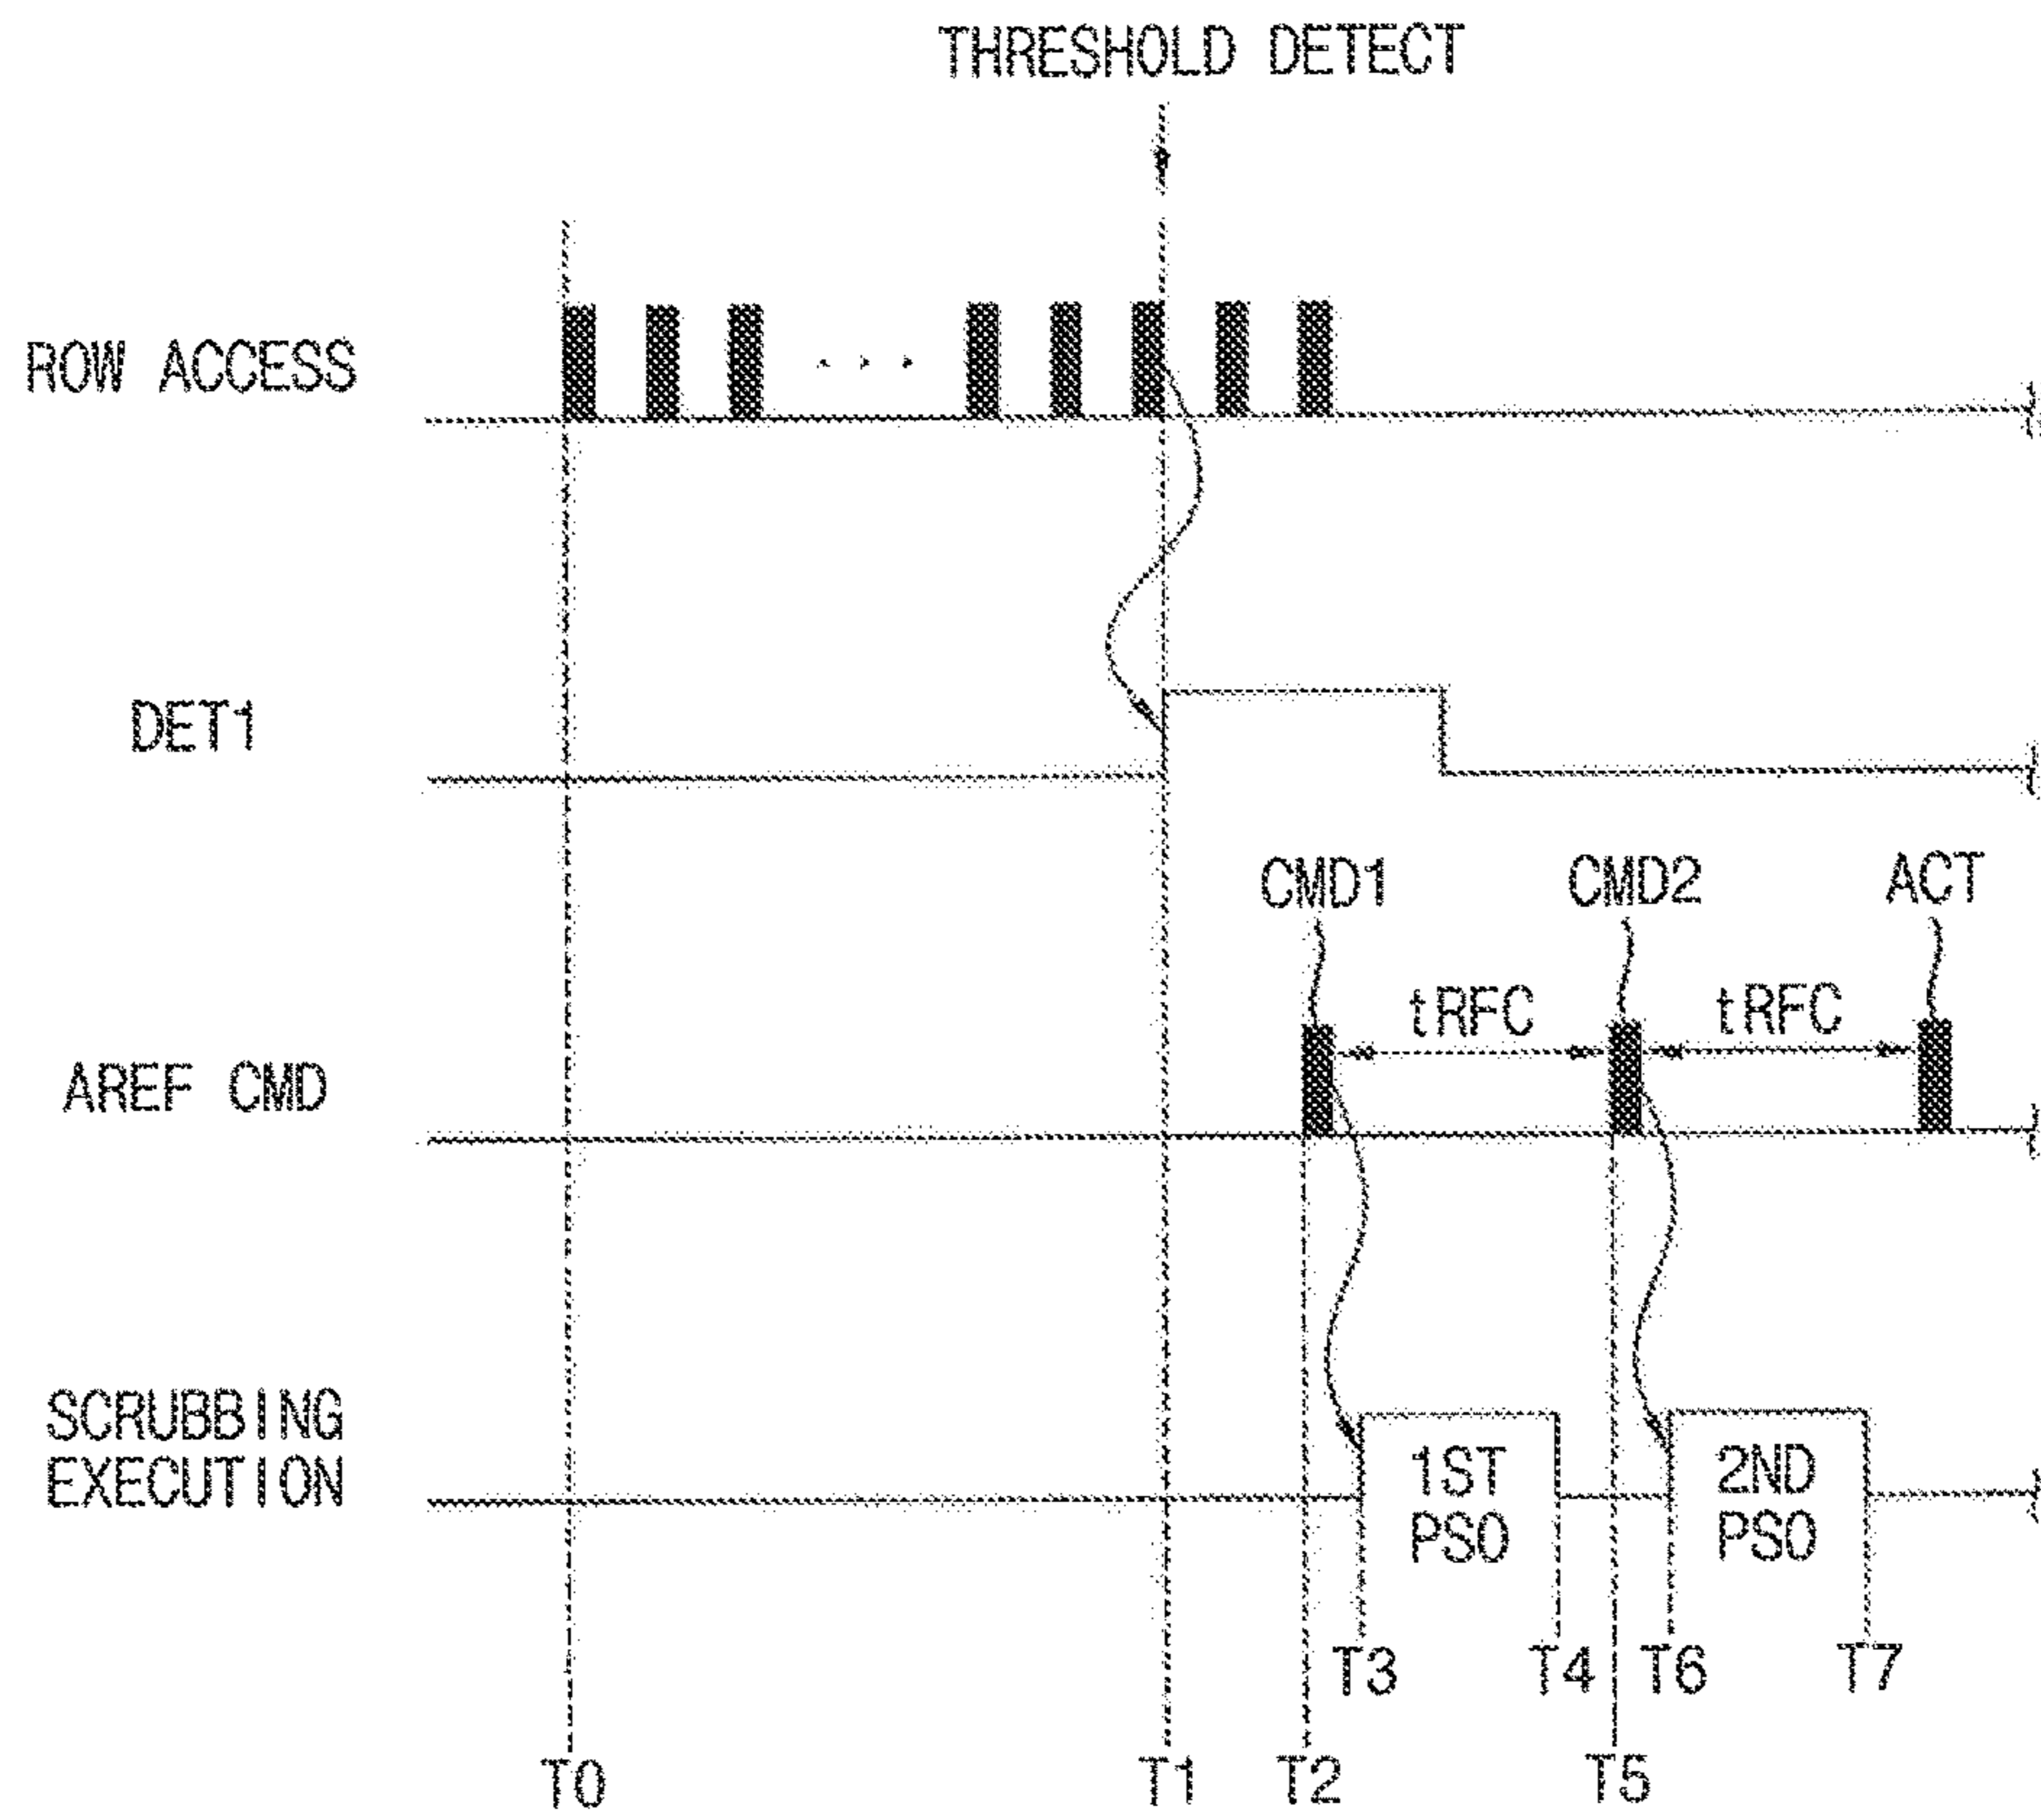 THRESHOLD DETECT
ROW ACCESS
DET1
CMD1 CMD2 ACT
tRFC tRFC
AREF CMD
SCRUBBING
EXECUTION
1ST
PSO
2ND
PSO
T3 T4 T6 T7
T0 T1 T2 T5